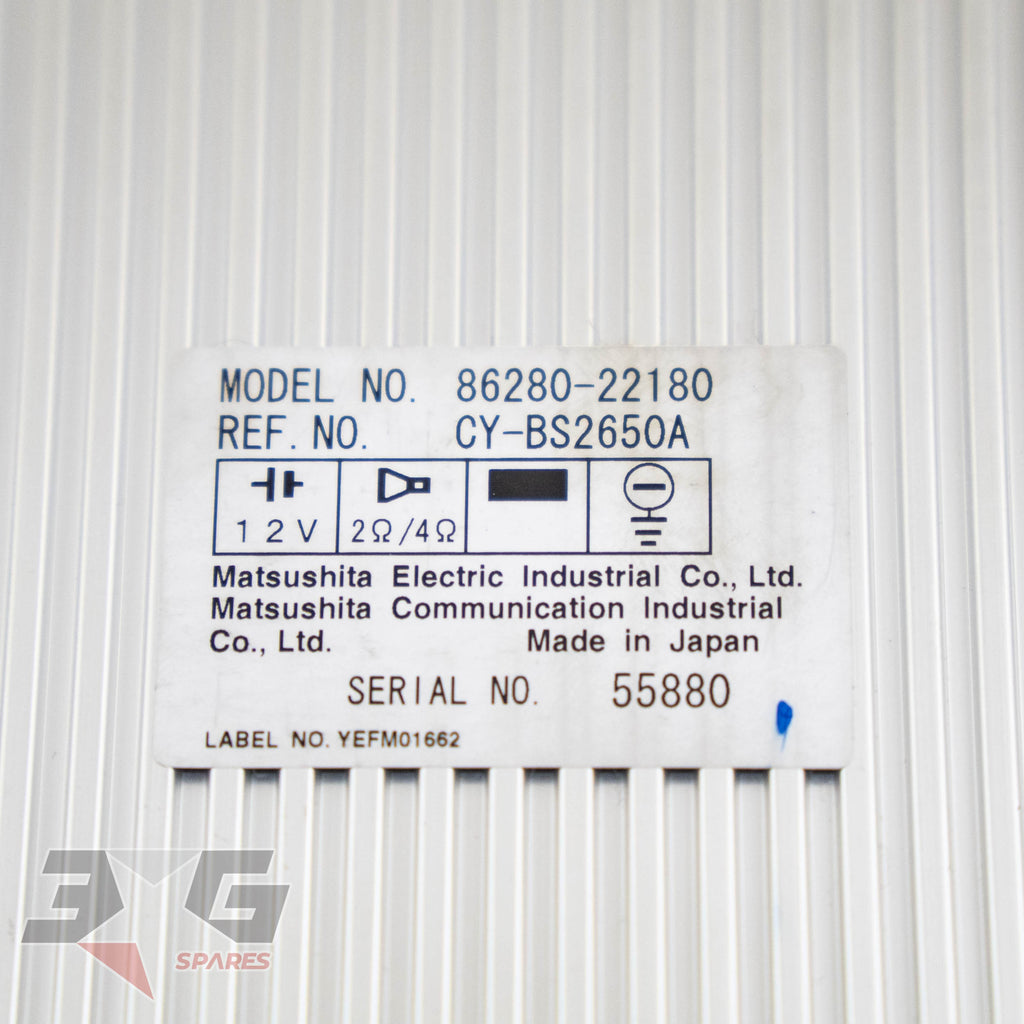 MODEL NO. 86280-22180
REF. NO. CY-BS2650A
12V 2Ω/4Ω
Matsushita Electric Industrial Co., Ltd.
Matsushita Communication Industrial
Co., Ltd. Made in Japan
SERIAL NO. 55880
LABEL NO. YEFM01662
3G
SPARES